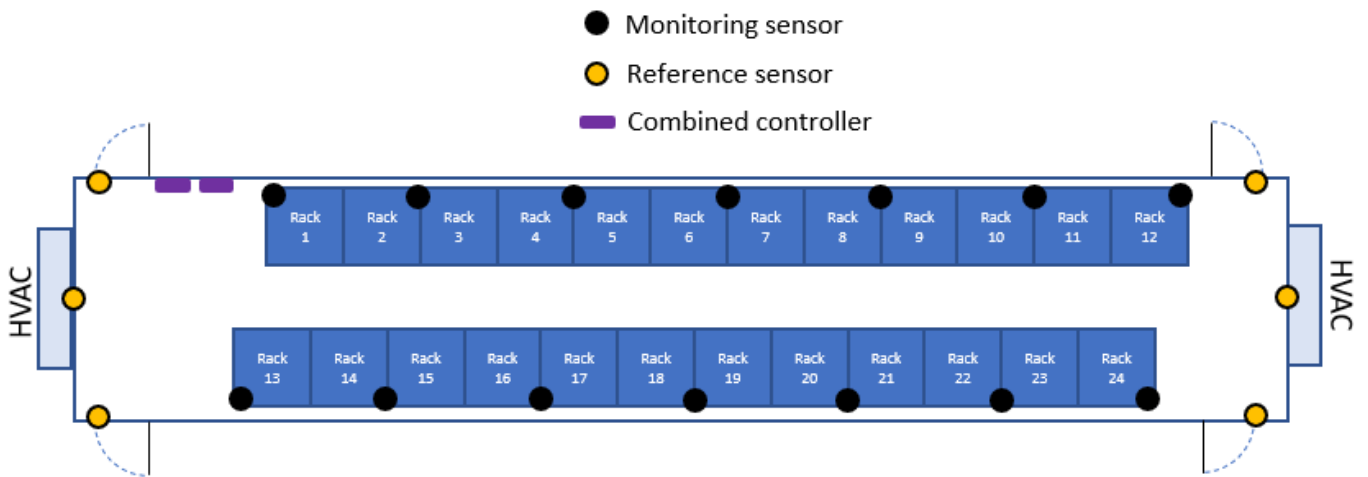 Monitoring sensor
Reference sensor
Combined controller
HVAC
Rack
1
Rack
2
Rack
3
Rack
4
Rack
5
Rack
6
Rack
7
Rack
8
Rack
9
Rack
10
Rack
11
Rack
12
HVAC
Rack
13
Rack
14
Rack
15
Rack
16
Rack
17
Rack
18
Rack
19
Rack
20
Rack
21
Rack
22
Rack
23
Rack
24